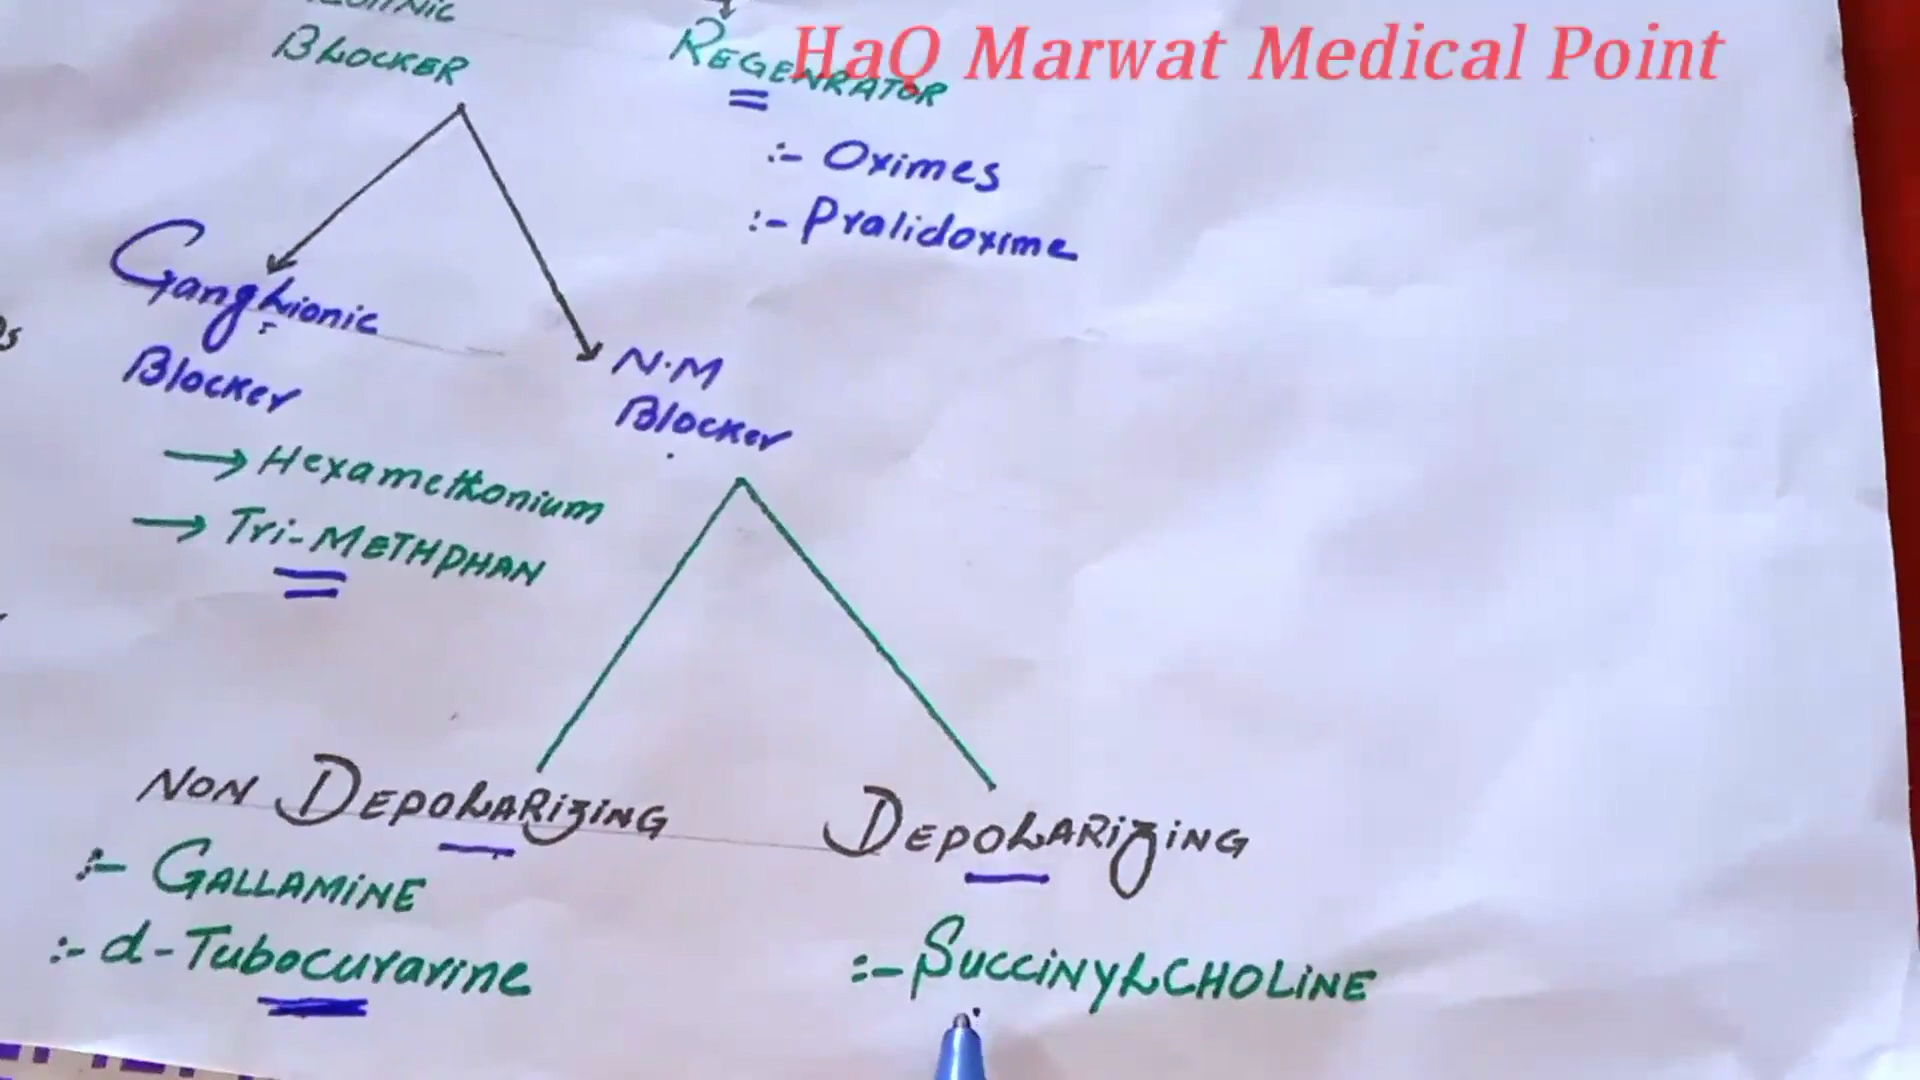 BLOCKER
REGENRATOR
HaQ Marwat Medical Point
:- Oximes
:- Pralidoxime
Ganglionic
Blocker
N.M
Blocker
→ Hexamethonium
→ Tri-METHPHAN
NON DEPOLARIZING
:- GALLAMINE
:- d-Tubocurarine
DEPOLARIZING
:- SUCCINYLCHOLINE